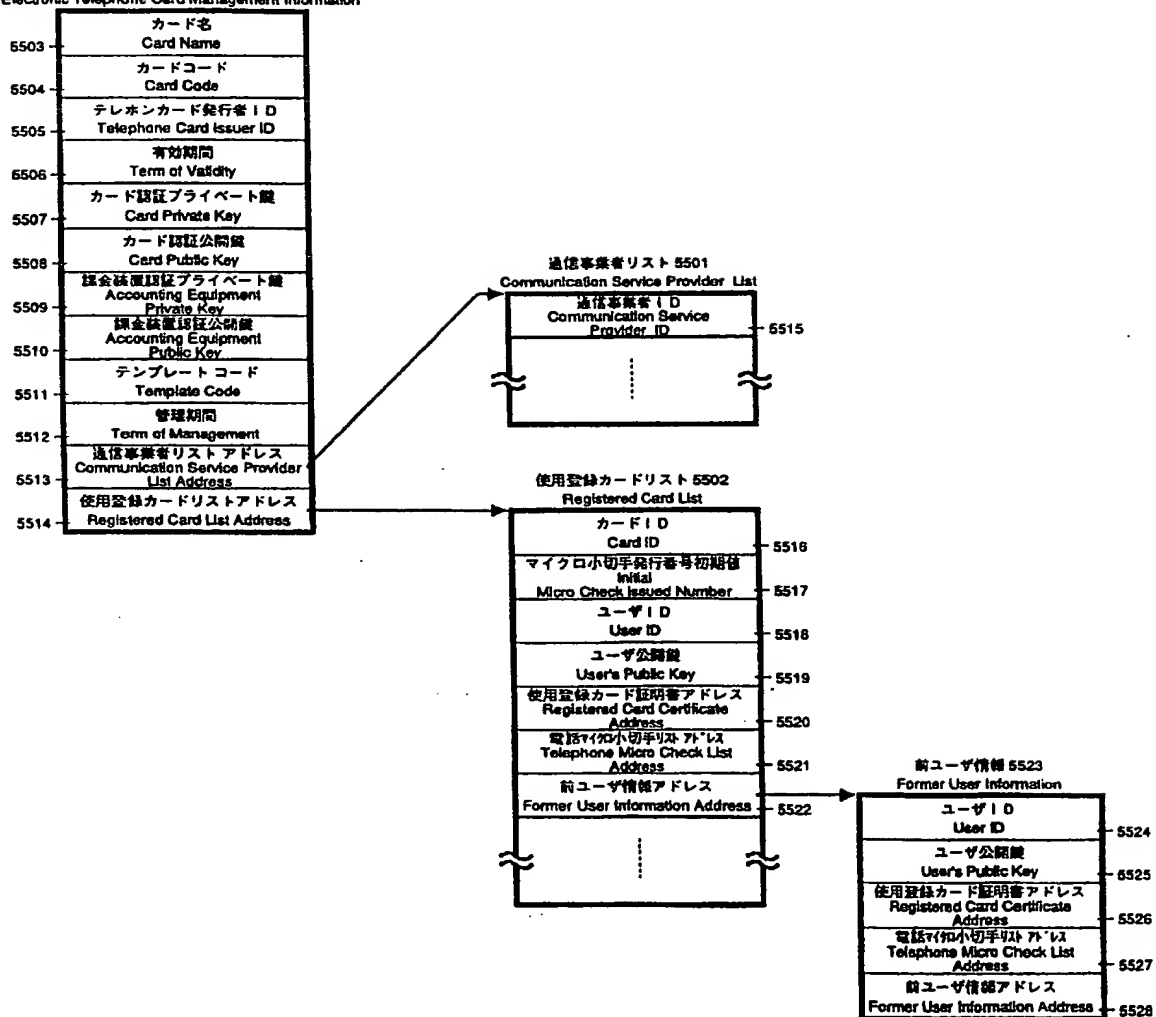 Electronic Telephone Card Management Information
カード名
Card Name
5503
カードコード
Card Code
5504
テレホンカード発行者ID
Telephone Card Issuer ID
5505
有効期間
Term of Validity
5506
カード認証プライベート鍵
Card Private Key
5507
カード認証公開鍵
Card Public Key
5508
課金装置認証プライベート鍵
Accounting Equipment
Private Key
5509
課金装置認証公開鍵
Accounting Equipment
Public Key
5510
テンプレート コード
Template Code
5511
管理期間
Term of Management
5512
通信事業者リスト アドレス
Communication Service Provider
List Address
5513
使用登録カードリストアドレス
Registered Card List Address
5514
通信事業者リスト 5501
Communication Service Provider List
通信事業者ID
Communication Service
Provider ID
5515
使用登録カードリスト 5502
Registered Card List
カードID
Card ID
5516
マイクロ小切手発行番号初期値
Initial
Micro Check Issued Number
5517
ユーザID
User ID
5518
ユーザ公開鍵
User's Public Key
5519
使用登録カード証明書アドレス
Registered Card Certificate
Address
5520
電話マイクロ小切手リスト アドレス
Telephone Micro Check List
Address
5521
前ユーザ情報アドレス
Former User Information Address
5522
前ユーザ情報 5523
Former User Information
ユーザID
User ID
5524
ユーザ公開鍵
User's Public Key
5525
使用登録カード証明書アドレス
Registered Card Certificate
Address
5526
電話マイクロ小切手リスト アドレス
Telephone Micro Check List
Address
5527
前ユーザ情報アドレス
Former User Information Address
5528